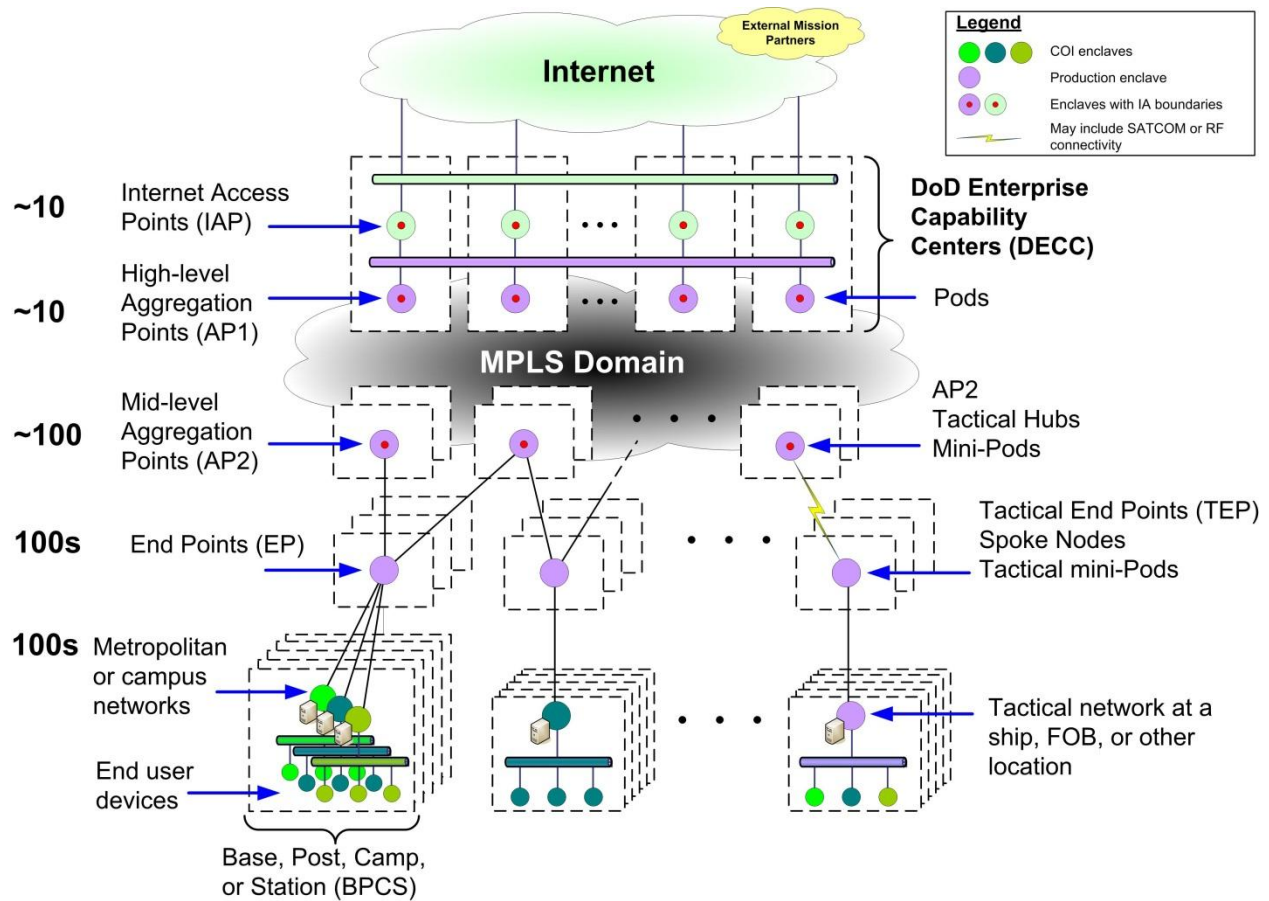 External Mission
Partners
Internet
Legend
COI enclaves
Production enclave
Enclaves with IA boundaries
May include SATCOM or RF
connectivity
~10
Internet Access
Points (IAP)
DoD Enterprise
Capability
Centers (DECC)
~10
High-level
Aggregation
Points (AP1)
Pods
MPLS Domain
~100
Mid-level
Aggregation
Points (AP2)
AP2
Tactical Hubs
Mini-Pods
100s
End Points (EP)
Tactical End Points (TEP)
Spoke Nodes
Tactical mini-Pods
100s
Metropolitan
or campus
networks
Tactical network at a
ship, FOB, or other
location
End user
devices
Base, Post, Camp,
or Station (BPCS)